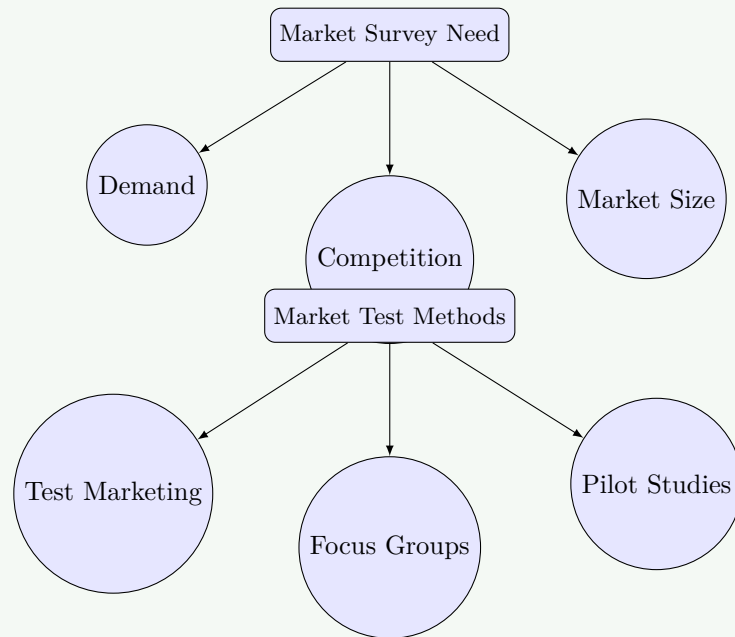 Market Survey Need
Demand
Market Size
Competition
Market Test Methods
Test Marketing
Pilot Studies
Focus Groups